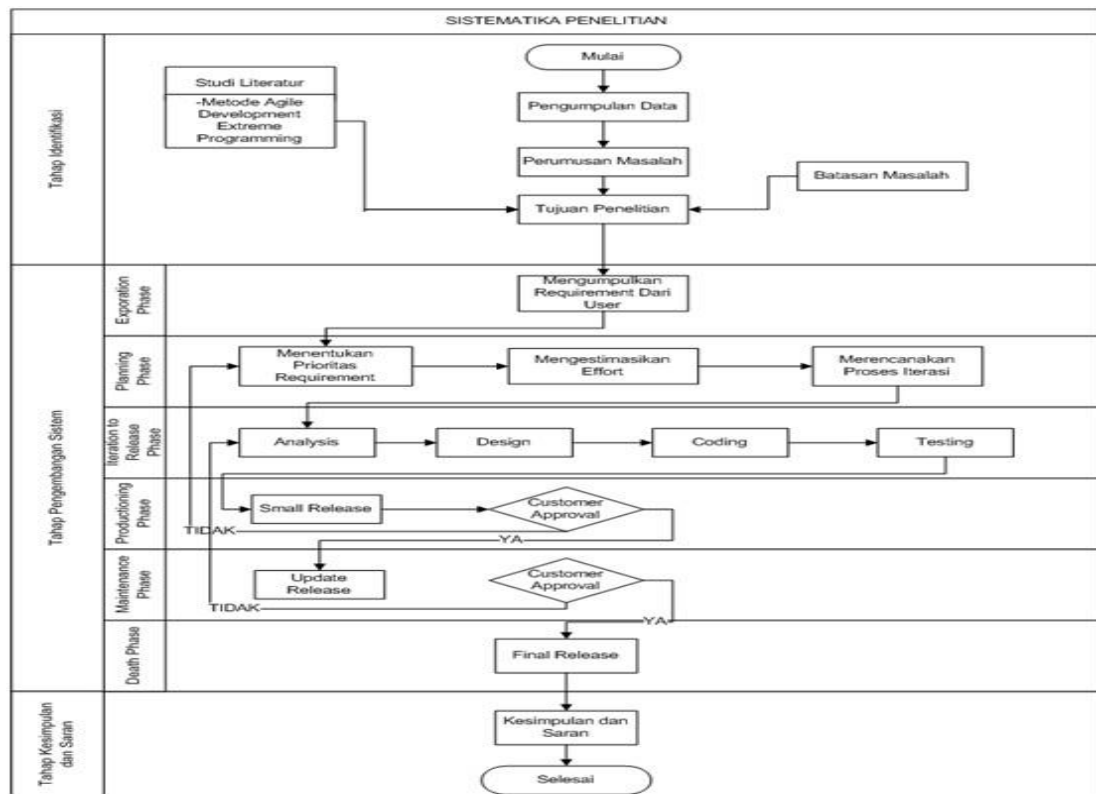 SISTEMATIKA PENELITIAN
Tahap Identifikasi
Mulai
Studi Literatur
-Metode Agile
Development
Extreme
Programming
Pengumpulan Data
Perumusan Masalah
Batasan Masalah
Tujuan Penelitian
Tahap Pengembangan Sistem
Exporation
Phase
Mengumpulkan
Requirement Dari
User
Planning
Phase
Menentukan
Prioritas
Requirement
Mengestimasikan
Effort
Merencanakan
Proses Iterasi
Iteration to
Release
Phase
Analysis
Design
Coding
Testing
Productioning
Phase
Small Release
Customer
Approval
TIDAK
YA
Maintenance
Phase
Update
Release
Customer
Approval
TIDAK
YA
Death Phase
Final Release
Tahap Kesimpulan
dan Saran
Kesimpulan dan
Saran
Selesai